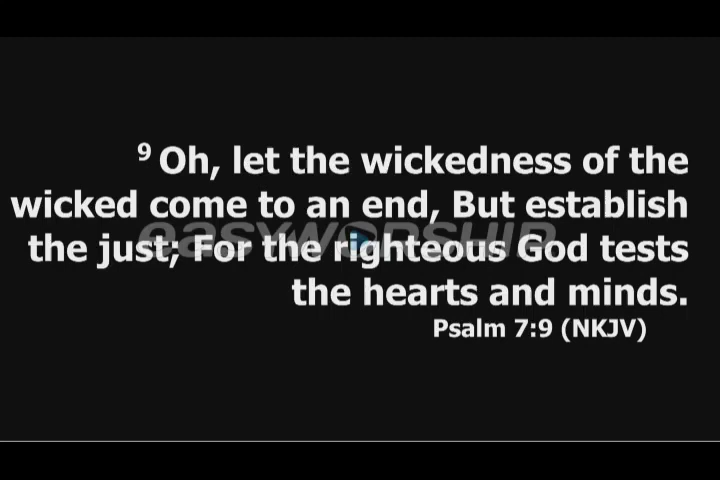 9 Oh, let the wickedness of the
wicked come to an end, But establish
the just; For the righteous God tests
the hearts and minds.
Psalm 7:9 (NKJV)
easyworship